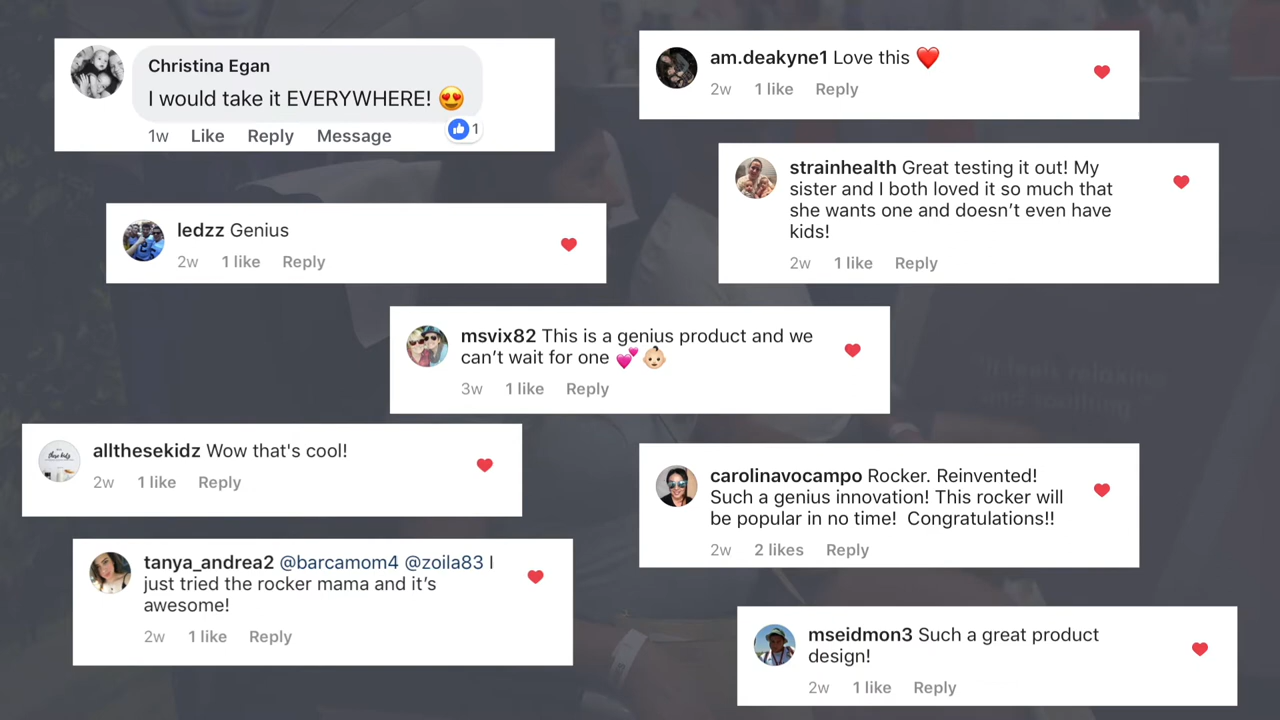 Christina Egan
I would take it EVERYWHERE! 😍
1w Like Reply Message 1
am.deakyne1 Love this ❤️
2w 1 like Reply
strainhealth Great testing it out! My
sister and I both loved it so much that
she wants one and doesn’t even have
kids!
2w 1 like Reply
ledzz Genius
2w 1 like Reply
msvix82 This is a genius product and we
can’t wait for one 💕👶🏻
3w 1 like Reply
it feels relaxing
and soothing
allthesekidz Wow that's cool!
2w 1 like Reply
carolinavocampo Rocker. Reinvented!
Such a genius innovation! This rocker will
be popular in no time!  Congratulations!!
2w 2 likes Reply
tanya_andrea2 @barcamom4 @zoila83 I
just tried the rocker mama and it’s
awesome!
2w 1 like Reply
mseidmon3 Such a great product
design!
2w 1 like Reply